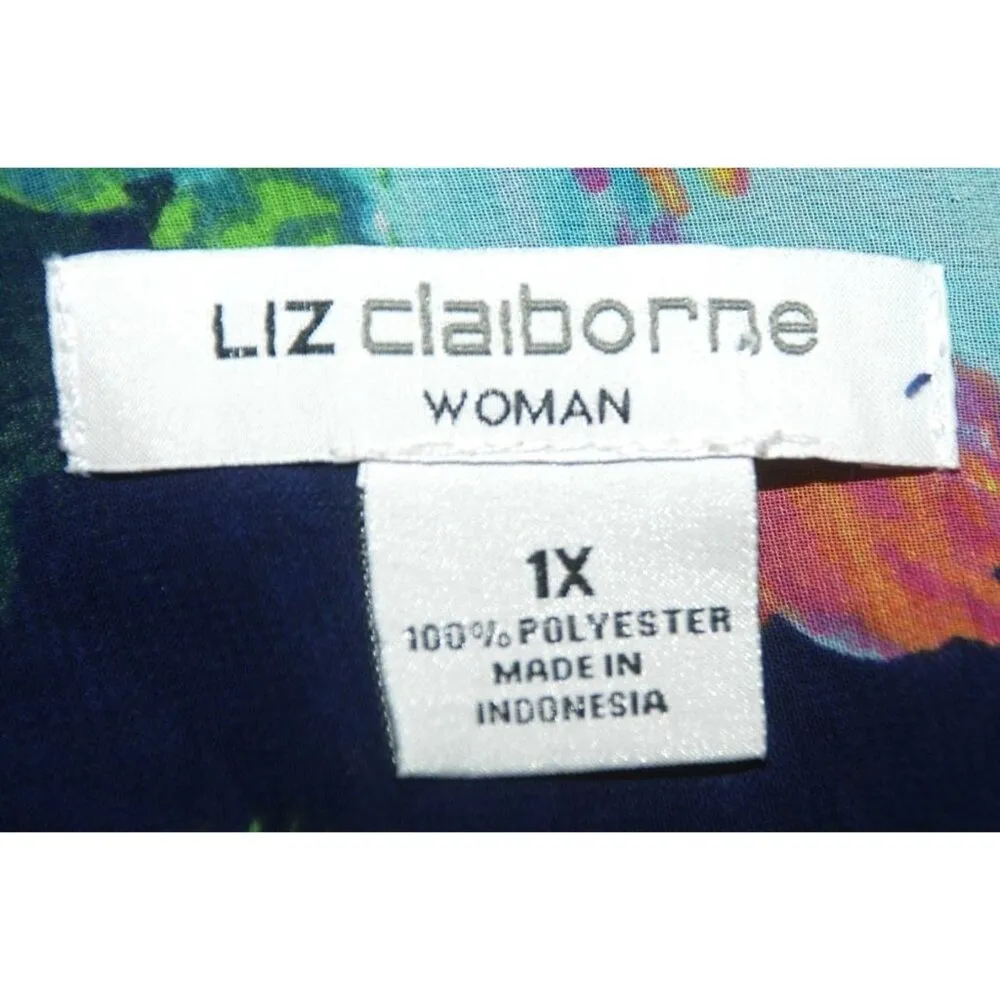 LIZ claiborne
WOMAN
1X
100% POLYESTER
MADE IN
INDONESIA